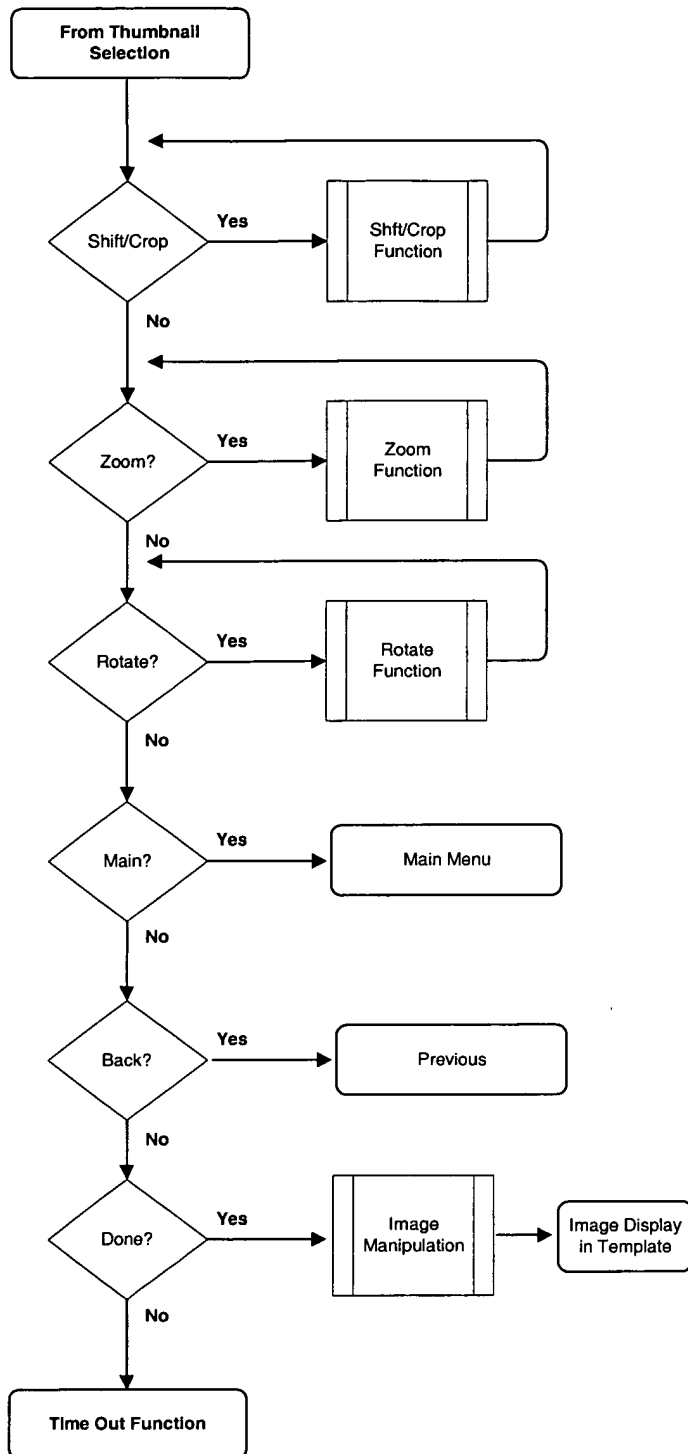 From Thumbnail
Selection
Shift/Crop
Yes
Shft/Crop
Function
No
Zoom?
Yes
Zoom
Function
No
Rotate?
Yes
Rotate
Function
No
Main?
Yes
Main Menu
No
Back?
Yes
Previous
No
Done?
Yes
Image
Manipulation
Image Display
in Template
No
Time Out Function